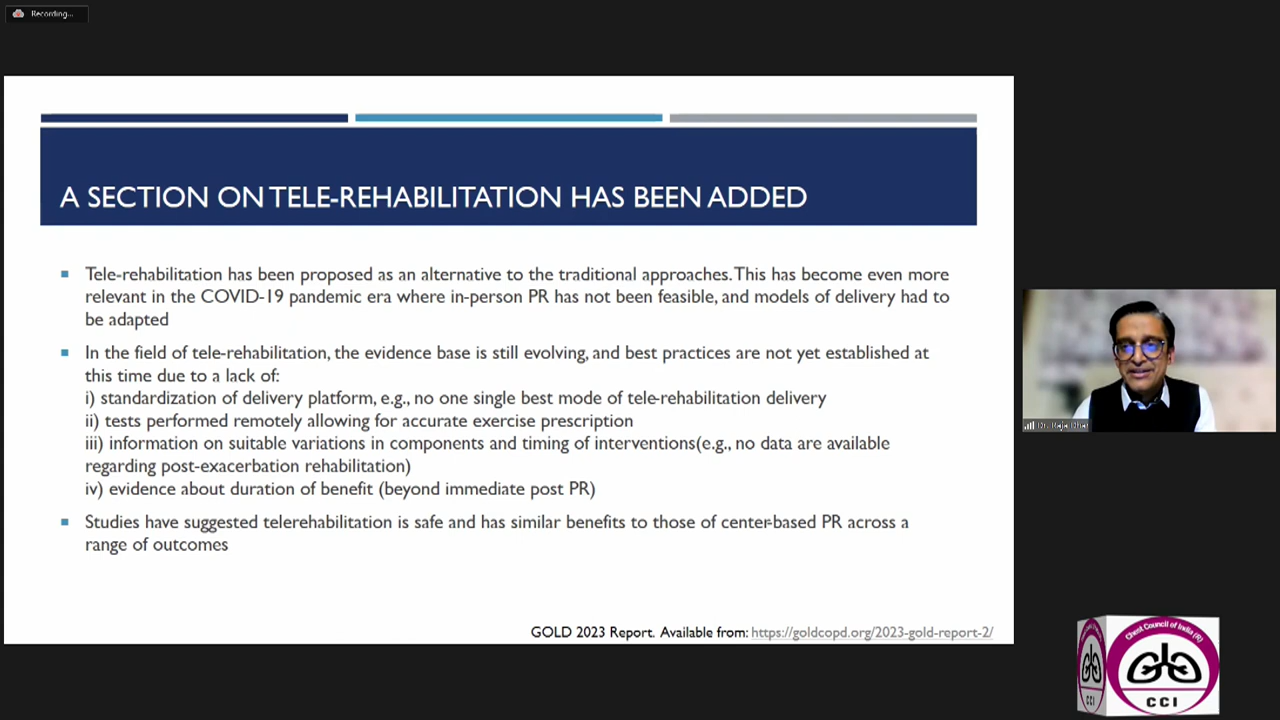 Recording...
A SECTION ON TELE-REHABILITATION HAS BEEN ADDED
Tele-rehabilitation has been proposed as an alternative to the traditional approaches. This has become even more
relevant in the COVID-19 pandemic era where in-person PR has not been feasible, and models of delivery had to
be adapted
In the field of tele-rehabilitation, the evidence base is still evolving, and best practices are not yet established at
this time due to a lack of:
i) standardization of delivery platform, e.g., no one single best mode of tele-rehabilitation delivery
ii) tests performed remotely allowing for accurate exercise prescription
iii) information on suitable variations in components and timing of interventions(e.g., no data are available
regarding post-exacerbation rehabilitation)
iv) evidence about duration of benefit (beyond immediate post PR)
Studies have suggested telerehabilitation is safe and has similar benefits to those of center-based PR across a
range of outcomes
GOLD 2023 Report. Available from: https://goldcopd.org/2023-gold-report-2/
Dr. Raja Dhar
Chest Council of India (R)
CCI
CCI